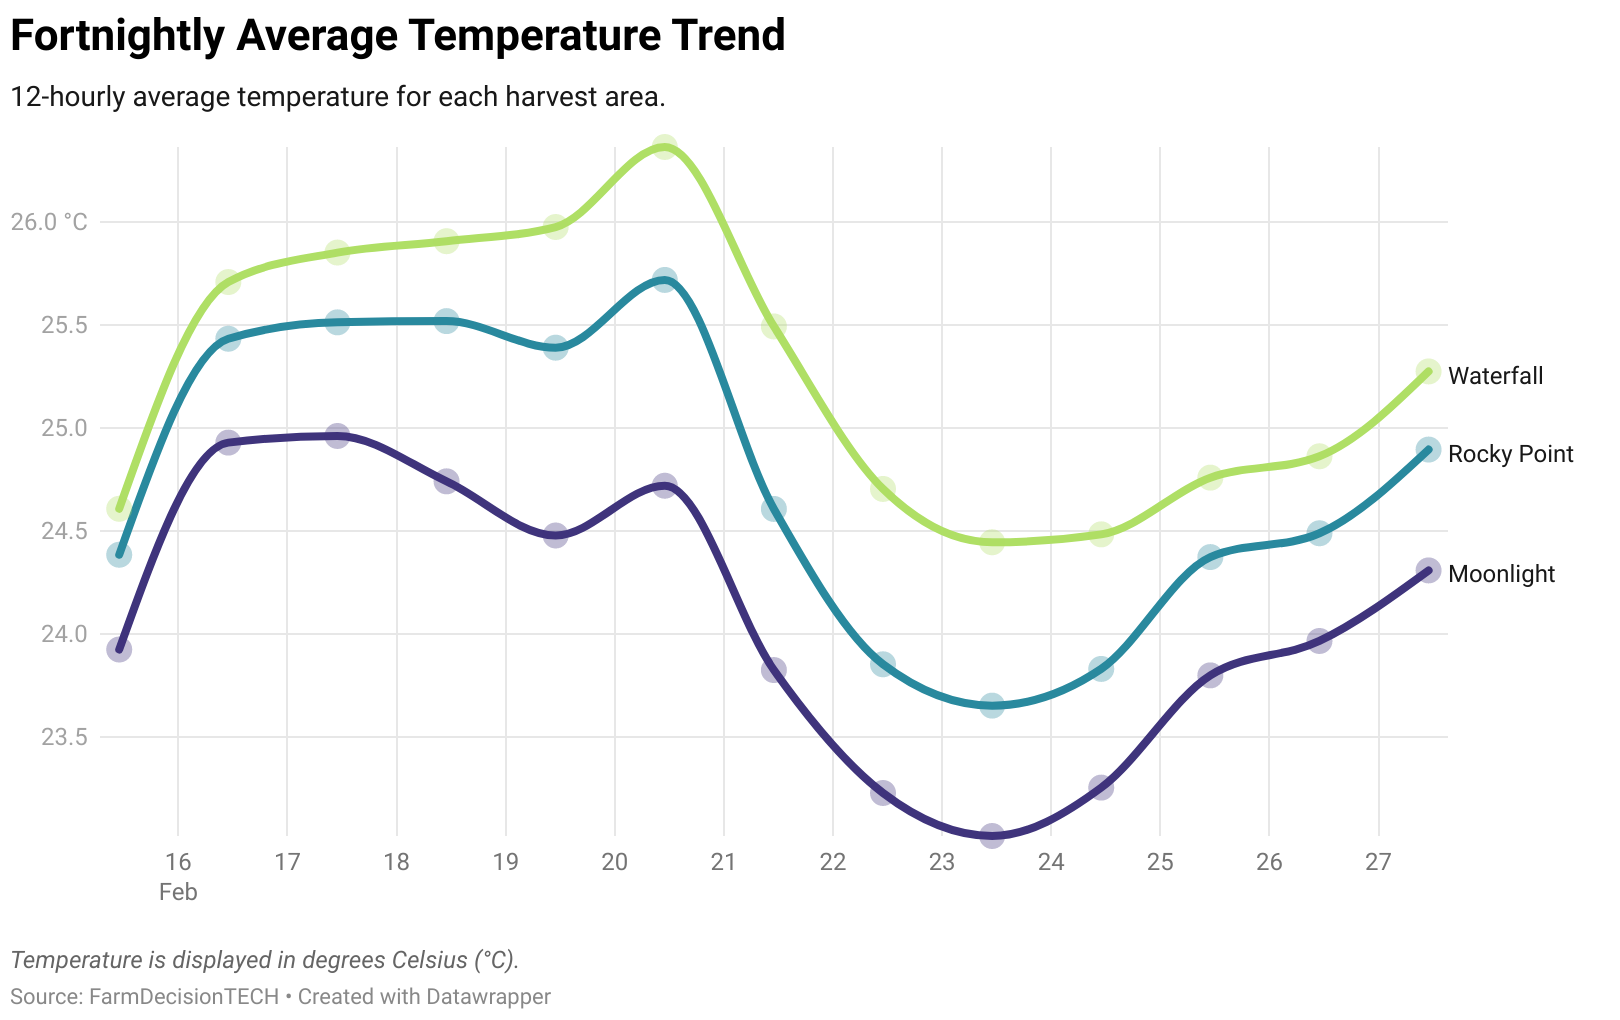 Fortnightly Average Temperature Trend
12-hourly average temperature for each harvest area.
26.0 °C
25.5
25.0
24.5
24.0
23.5
Waterfall
Rocky Point
Moonlight
16 17 18 19 20 21 22 23 24 25 26 27
Feb
Temperature is displayed in degrees Celsius (°C).
Source: FarmDecisionTECH • Created with Datawrapper